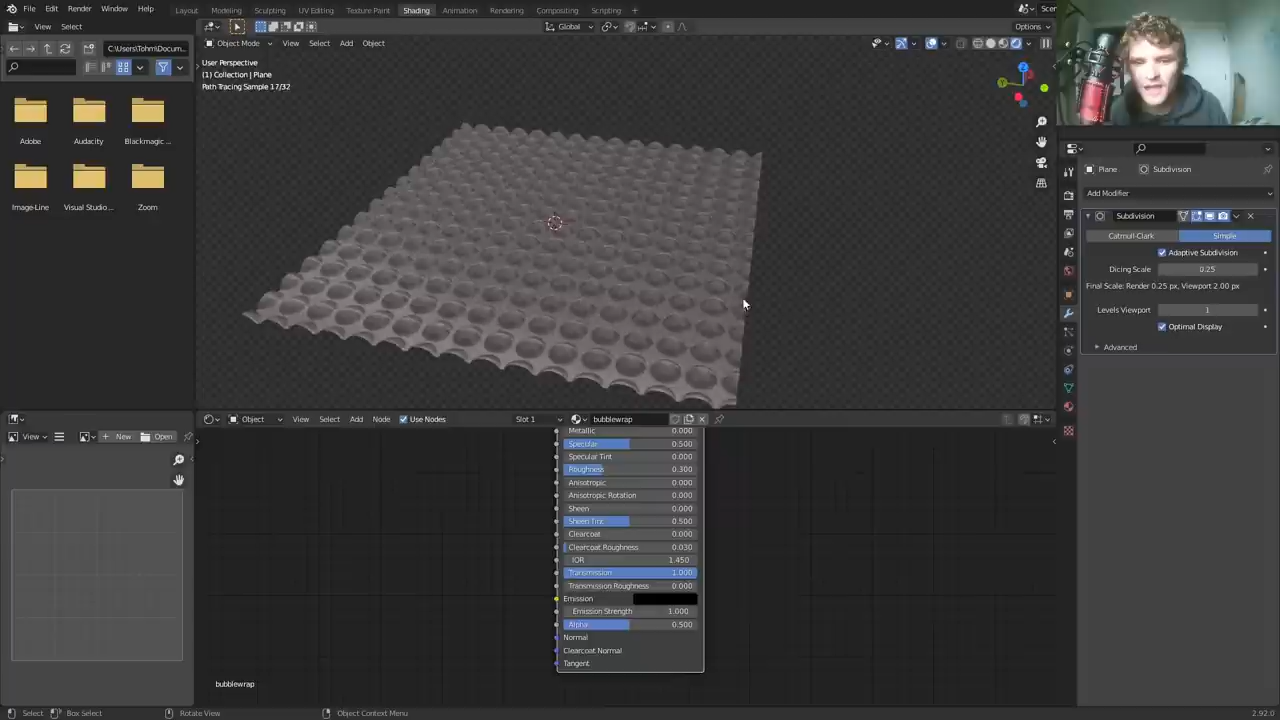 File Edit Render Window Help
Layout Modeling Sculpting UV Editing Texture Paint Shading Animation Rendering Compositing Scripting +
Scer
View Select
Global
Options
C:\Users\Tohm\Docum...
Object Mode View Select Add Object
User Perspective
(1) Collection | Plane
Path Tracing Sample 17/32
Adobe Audacity Blackmagic ...
Image-Line Visual Studio... Zoom
Plane Subdivision
Add Modifier
Subdivision
Catmull-Clark Simple
Adaptive Subdivision
Dicing Scale 0.25
Final Scale: Render 0.25 px, Viewport 2.00 px
Levels Viewport 1
Optimal Display
Advanced
Object View Select Add Node Use Nodes Slot 1 bubblewrap
View + New Open
Metallic 0.000
Specular 0.500
Specular Tint 0.000
Roughness 0.300
Anisotropic 0.000
Anisotropic Rotation 0.000
Sheen 0.000
Sheen Tint 0.500
Clearcoat 0.000
Clearcoat Roughness 0.030
IOR 1.450
Transmission 1.000
Transmission Roughness 0.000
Emission
Emission Strength 1.000
Alpha 0.500
Normal
Clearcoat Normal
Tangent
bubblewrap
Select Box Select Rotate View Object Context Menu 2.92.0